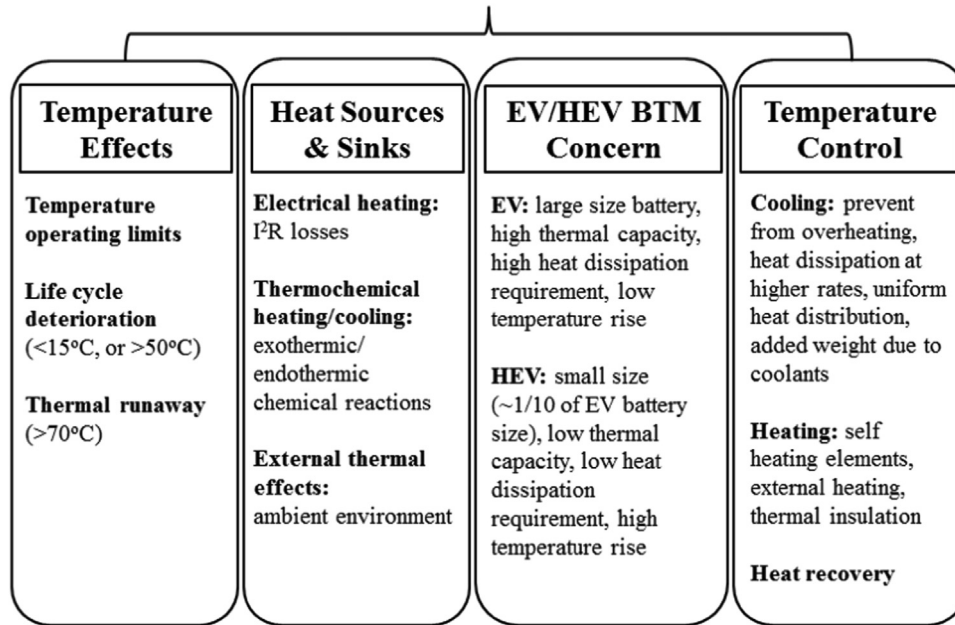 Temperature
Effects
Temperature
operating limits
Life cycle
deterioration
(<15°C, or >50°C)
Thermal runaway
(>70°C)
Heat Sources
& Sinks
Electrical heating:
I²R losses
Thermochemical
heating/cooling:
exothermic/
endothermic
chemical reactions
External thermal
effects:
ambient environment
EV/HEV BTM
Concern
EV: large size battery,
high thermal capacity,
high heat dissipation
requirement, low
temperature rise
HEV: small size
(~1/10 of EV battery
size), low thermal
capacity, low heat
dissipation
requirement, high
temperature rise
Temperature
Control
Cooling: prevent
from overheating,
heat dissipation at
higher rates, uniform
heat distribution,
added weight due to
coolants
Heating: self
heating elements,
external heating,
thermal insulation
Heat recovery